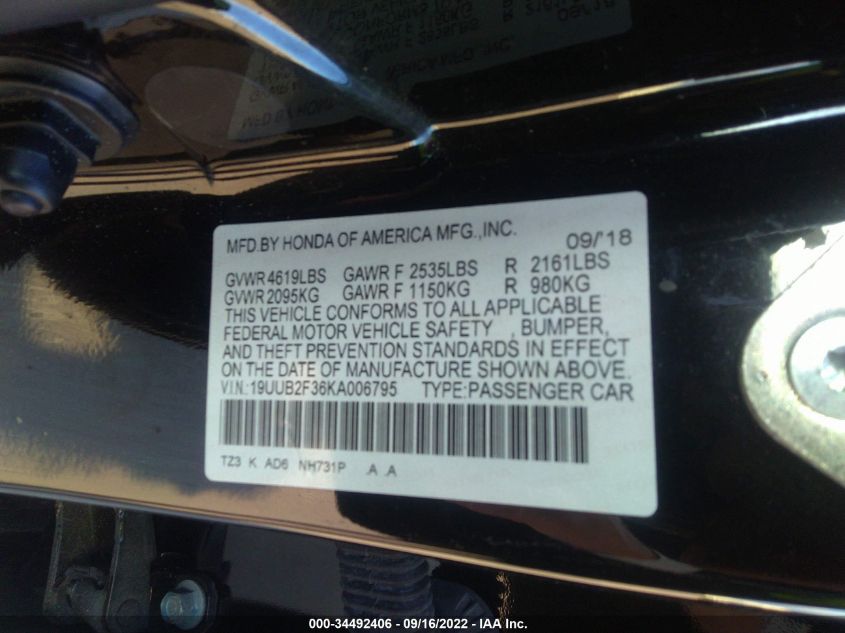 MFD.BY HONDA OF AMERICA MFG.,INC. 09/'18
GVWR 4619LBS GAWR F 2535LBS R 2161LBS
GVWR 2095KG GAWR F 1150KG R 980KG
THIS VEHICLE CONFORMS TO ALL APPLICABLE
FEDERAL MOTOR VEHICLE SAFETY , BUMPER,
AND THEFT PREVENTION STANDARDS IN EFFECT
ON THE DATE OF MANUFACTURE SHOWN ABOVE.
V.I.N.:19UUB2F36KA006795 TYPE:PASSENGER CAR
TZ3 K AD6 NH731P .A .A
000-34492406 - 09/16/2022 - IAA Inc.